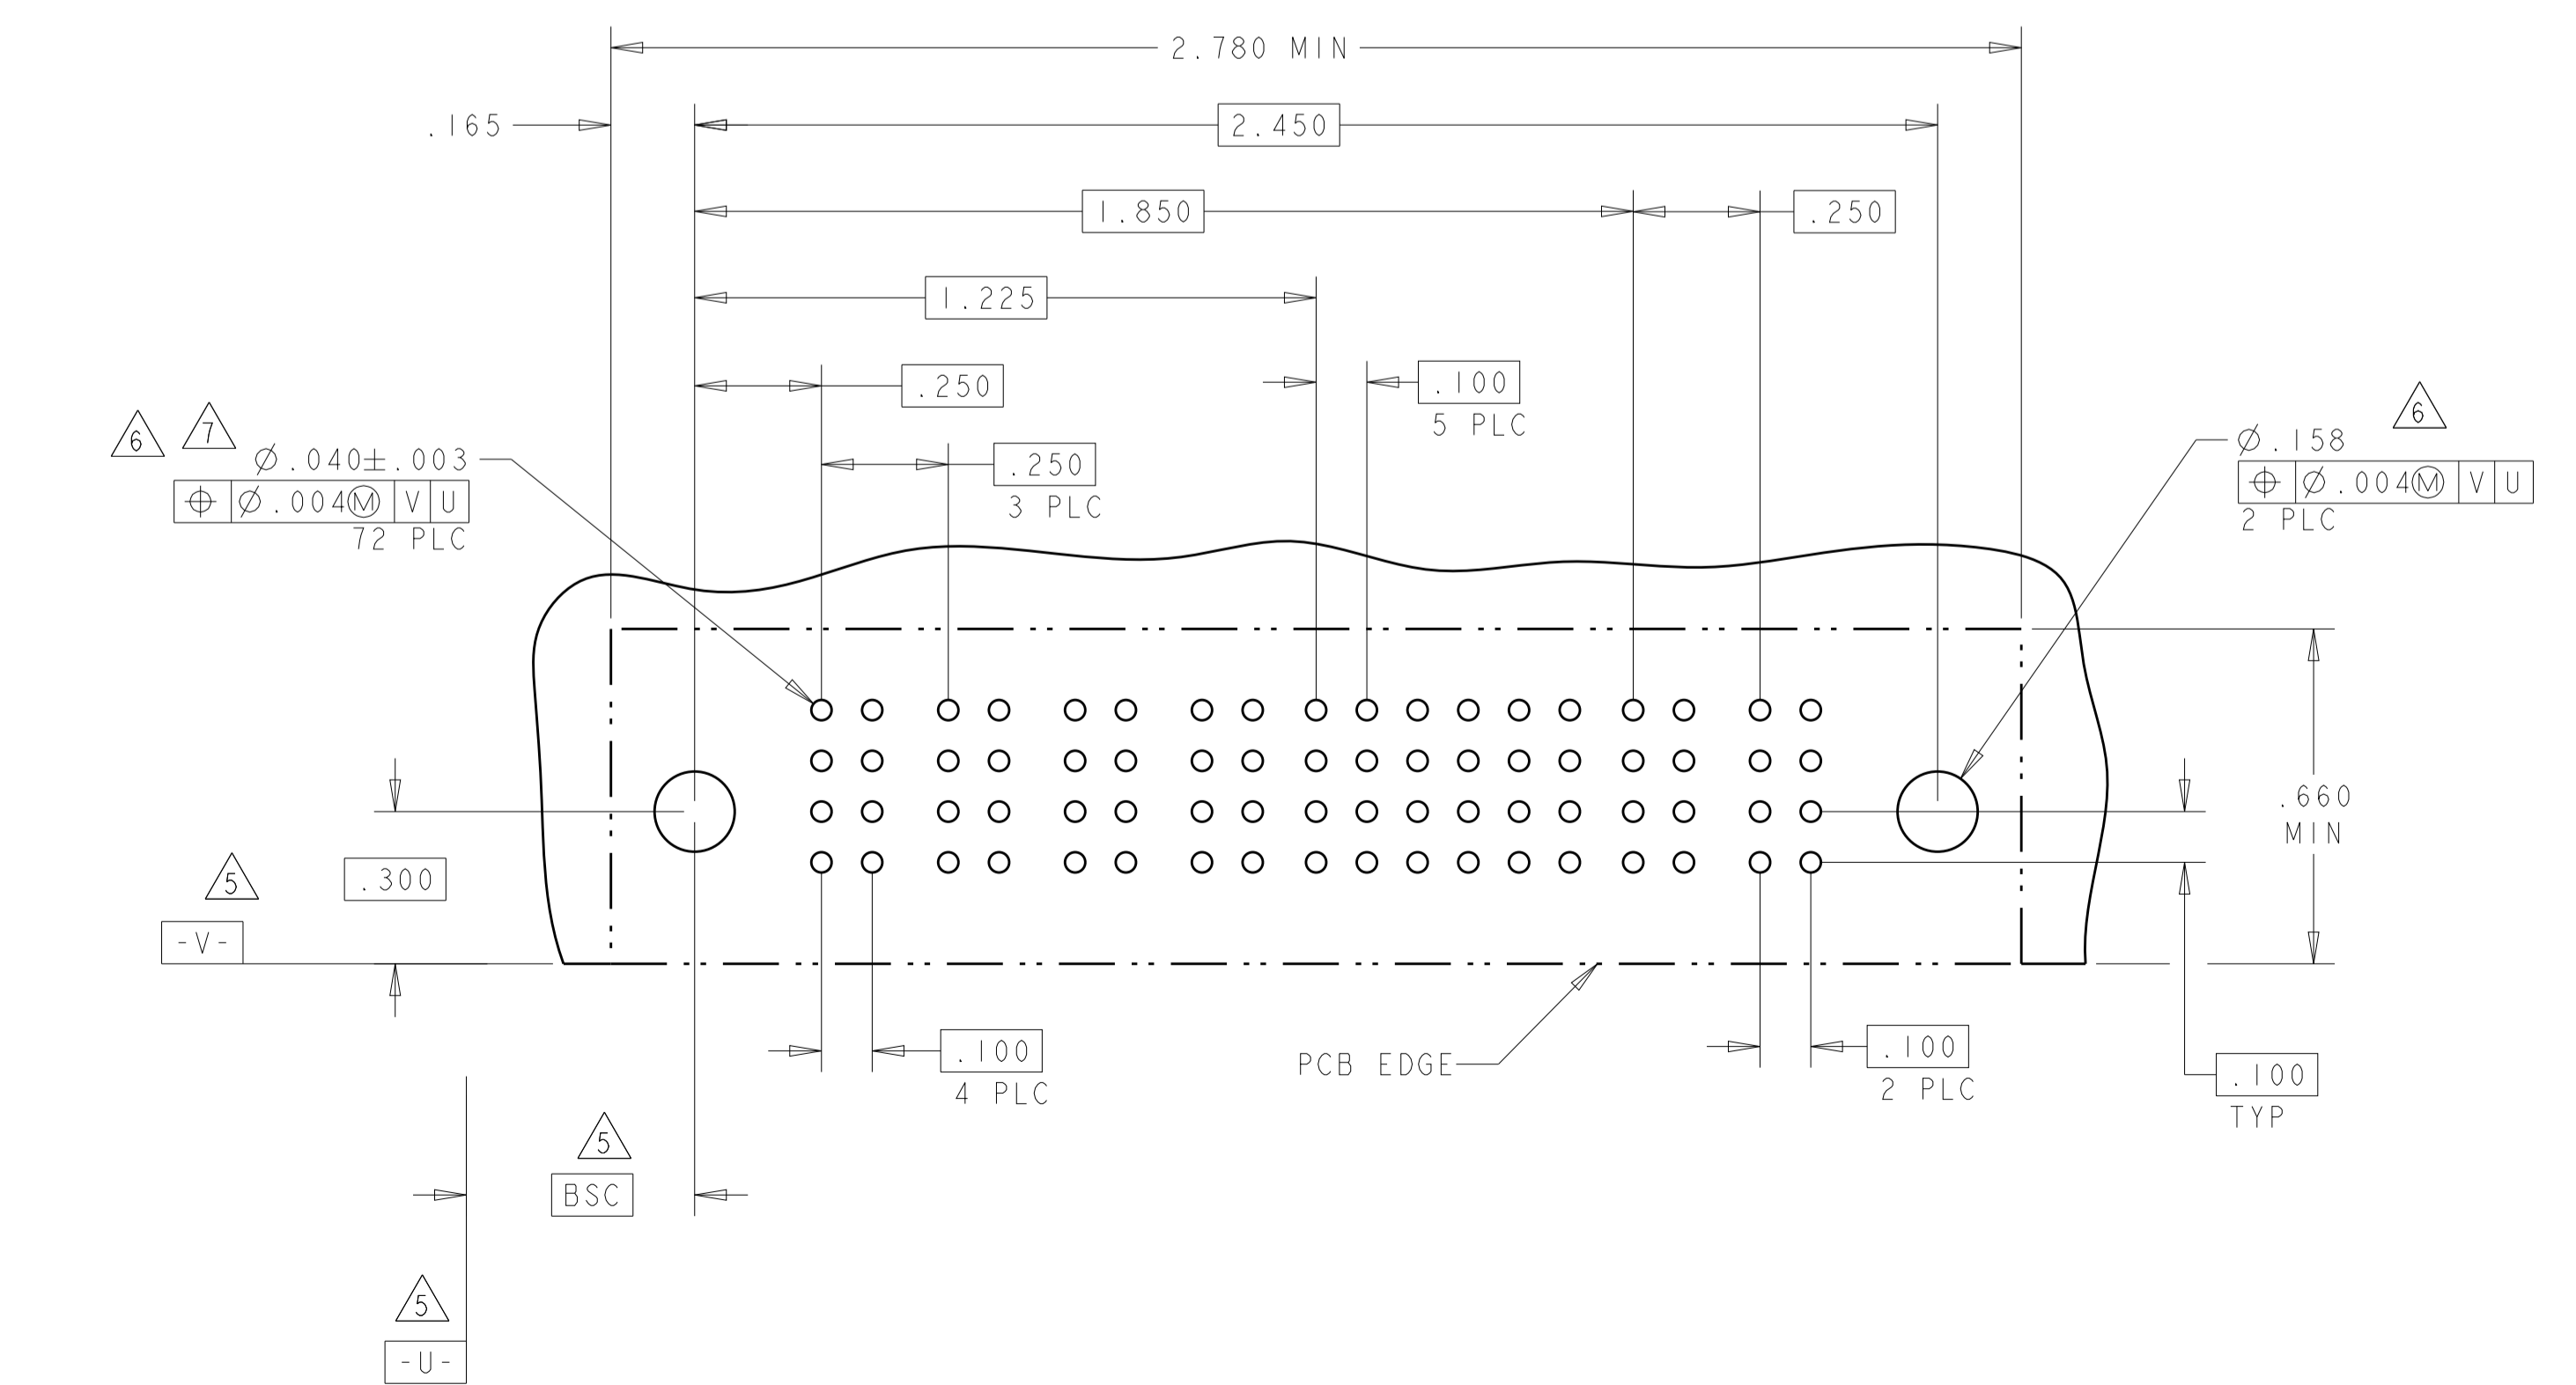 2.780 MIN
.165
2.450
1.850
.250
1.225
.250
.100
5 PLC
.250
3 PLC
6
7
∅.040±.003
⌖ ∅.004Ⓜ V U
72 PLC
6
∅.158
⌖ ∅.004Ⓜ V U
2 PLC
.660
MIN
5
.300
-V-
.100
4 PLC
PCB EDGE
.100
2 PLC
.100
TYP
5
BSC
5
-U-